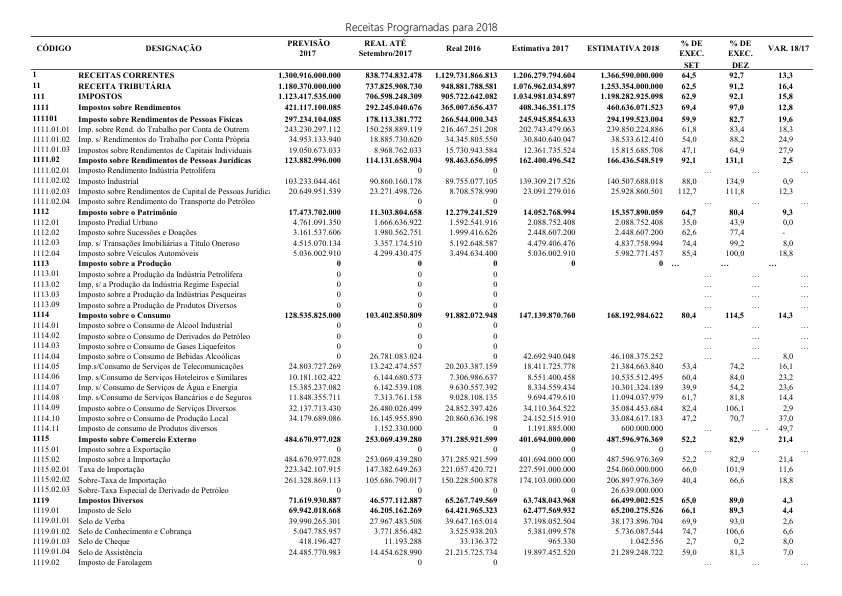 Receitas Programadas para 2018
CÓDIGO DESIGNAÇÃO PREVISÃO 2017 REAL ATÉ Setembro/2017 Real 2016 Estimativa 2017 ESTIMATIVA 2018 % DE EXEC. SET % DE EXEC. DEZ VAR. 18/17
1 RECEITAS CORRENTES 1.300.916.000.000 838.774.832.478 1.129.731.866.813 1.206.279.794.604 1.366.590.000.000 64,5 92,7 13,3
11 RECEITA TRIBUTÁRIA 1.180.370.000.000 737.825.908.730 948.881.788.581 1.076.962.034.897 1.253.354.000.000 62,5 91,2 16,4
111 IMPOSTOS 1.123.417.535.000 706.598.248.309 905.722.642.082 1.034.981.034.897 1.198.282.925.098 62,9 92,1 15,8
1111 Impostos sobre Rendimentos 421.117.100.085 292.245.040.676 365.007.656.437 408.346.351.175 460.636.071.523 69,4 97,0 12,8
111101 Impostos sobre Rendimentos de Pessoas Físicas 297.234.104.085 178.113.381.772 266.544.000.343 245.945.854.633 294.199.523.004 59,9 82,7 19,6
1111.01.01 Imp. sobre Rend. do Trabalho por Conta de Outrem 243.230.297.112 150.258.889.119 216.467.251.208 202.743.479.063 239.850.224.886 61,8 83,4 18,3
1111.01.02 Imp. s/ Rendimentos do Trabalho por Conta Própria 34.953.133.940 18.885.730.620 34.345.805.550 30.840.640.047 38.533.612.410 54,0 88,2 24,9
1111.01.03 Impostos sobre Rendimentos de Capitais Individuais 19.050.673.033 8.968.762.033 15.730.943.584 12.361.735.524 15.815.685.708 47,1 64,9 27,9
1111.02 Imposto sobre Rendimentos de Pessoas Jurídicas 123.882.996.000 114.131.658.904 98.463.656.095 162.400.496.542 166.436.548.519 92,1 131,1 2,5
1111.02.01 Imposto Rendimento Indústria Petrolífera 0 0 ... ... ...
1111.02.02 Imposto Industrial 103.233.044.461 90.860.160.178 89.755.077.105 139.309.217.526 140.507.688.018 88,0 134,9 0,9
1111.02.03 Imposto sobre Rendimentos de Capital de Pessoas Jurídica 20.649.951.539 23.271.498.726 8.708.578.990 23.091.279.016 25.928.860.501 112,7 111,8 12,3
1111.02.04 Imposto sobre Rendimento do Transporte do Petróleo 0 0 ... ... ...
1112 Imposto sobre o Património 17.473.702.000 11.303.804.658 12.279.241.529 14.052.768.994 15.357.890.059 64,7 80,4 9,3
1112.01 Imposto Predial Urbano 4.761.091.350 1.666.636.922 1.592.541.916 2.088.752.408 2.088.752.408 35,0 43,9 0,0
1112.02 Imposto sobre Sucessões e Doações 3.161.537.606 1.980.562.751 1.999.416.626 2.448.607.200 2.448.607.200 62,6 77,4 -
1112.03 Imp. s/ Transações Imobiliárias a Título Oneroso 4.515.070.134 3.357.174.510 5.192.648.587 4.479.406.476 4.837.758.994 74,4 99,2 8,0
1112.04 Imposto sobre Veículos Automóveis 5.036.002.910 4.299.430.475 3.494.634.400 5.036.002.910 5.982.771.457 85,4 100,0 18,8
1113 Imposto sobre a Produção 0 0 0 0 0 ... ... ...
1113.01 Imposto sobre a Produção da Indústria Petrolífera 0 0 ... ... ...
1113.02 Imp, s/ a Produção da Indústria Regime Especial 0 0 ... ... ...
1113.03 Imposto sobre a Produção da Indústrias Pesqueiras 0 0 ... ... ...
1113.09 Imposto sobre a Produção de Produtos Diversos 0 0 ... ... ...
1114 Imposto sobre o Consumo 128.535.825.000 103.402.850.809 91.882.072.948 147.139.870.760 168.192.984.622 80,4 114,5 14,3
1114.01 Imposto sobre o Consumo de Álcool Industrial 0 0 0 ... ... ...
1114.02 Imposto sobre o Consumo de Derivados do Petróleo 0 0 0 ... ... ...
1114.03 Imposto sobre o Consumo de Gases Liquefeitos 0 0 0 ... ... ...
1114.04 Imposto sobre o Consumo de Bebidas Alcoólicas 0 26.781.083.024 0 42.692.940.048 46.108.375.252 ... ... 8,0
1114.05 Imp.s/Consumo de Serviços de Telecomunicações 24.803.727.269 13.242.474.557 20.203.387.159 18.411.725.778 21.384.663.840 53,4 74,2 16,1
1114.06 Imp. s/Consumo de Serviços Hoteleiros e Similares 10.181.102.422 6.144.680.573 7.306.986.637 8.551.400.458 10.535.512.495 60,4 84,0 23,2
1114.07 Imp. s/ Consumo de Serviços de Água e Energia 15.385.237.082 6.142.539.108 9.630.557.392 8.334.559.434 10.301.324.189 39,9 54,2 23,6
1114.08 Imp. s/Consumo de Serviços Bancários e de Seguros 11.848.355.711 7.313.761.158 9.028.108.135 9.694.479.610 11.094.037.979 61,7 81,8 14,4
1114.09 Imposto sobre o Consumo de Serviços Diversos 32.137.713.430 26.480.026.499 24.852.397.426 34.110.364.522 35.084.453.684 82,4 106,1 2,9
1114.10 Imposto sobre o Consumo de Produção Local 34.179.689.086 16.145.955.890 20.860.636.198 24.152.515.910 33.084.617.183 47,2 70,7 37,0
1114.11 Imposto de consumo de Produtos diversos 1.152.330.000 0 1.191.885.000 600.000.000 ... ... - 49,7
1115 Imposto sobre Comercio Externo 484.670.977.028 253.069.439.280 371.285.921.599 401.694.000.000 487.596.976.369 52,2 82,9 21,4
1115.01 Imposto sobre a Exportação 0 0 0 0 0 ... ... ...
1115.02 Imposto sobre a Importação 484.670.977.028 253.069.439.280 371.285.921.599 401.694.000.000 487.596.976.369 52,2 82,9 21,4
1115.02.01 Taxa de Importação 223.342.107.915 147.382.649.263 221.057.420.721 227.591.000.000 254.060.000.000 66,0 101,9 11,6
1115.02.02 Sobre-Taxa de Importação 261.328.869.113 105.686.790.017 150.228.500.878 174.103.000.000 206.897.976.369 40,4 66,6 18,8
1115.02.03 Sobre-Taxa Especial de Derivado de Petróleo 0 0 0 0 26.639.000.000
1119 Impostos Diversos 71.619.930.887 46.577.112.887 65.267.749.569 63.748.043.968 66.499.002.525 65,0 89,0 4,3
1119.01 Imposto de Selo 69.942.018.668 46.205.162.269 64.421.965.323 62.477.569.932 65.200.275.526 66,1 89,3 4,4
1119.01.01 Selo de Verba 39.990.265.301 27.967.483.508 39.647.165.014 37.198.052.504 38.173.896.704 69,9 93,0 2,6
1119.01.02 Selo de Conhecimento e Cobrança 5.047.785.957 3.771.856.482 3.525.938.203 5.381.099.578 5.736.087.544 74,7 106,6 6,6
1119.01.03 Selo de Cheque 418.196.427 11.193.288 33.136.372 965.330 1.042.556 2,7 0,2 8,0
1119.01.04 Selo de Assistência 24.485.770.983 14.454.628.990 21.215.725.734 19.897.452.520 21.289.248.722 59,0 81,3 7,0
1119.02 Imposto de Farolagem 0 0 ... ... ...